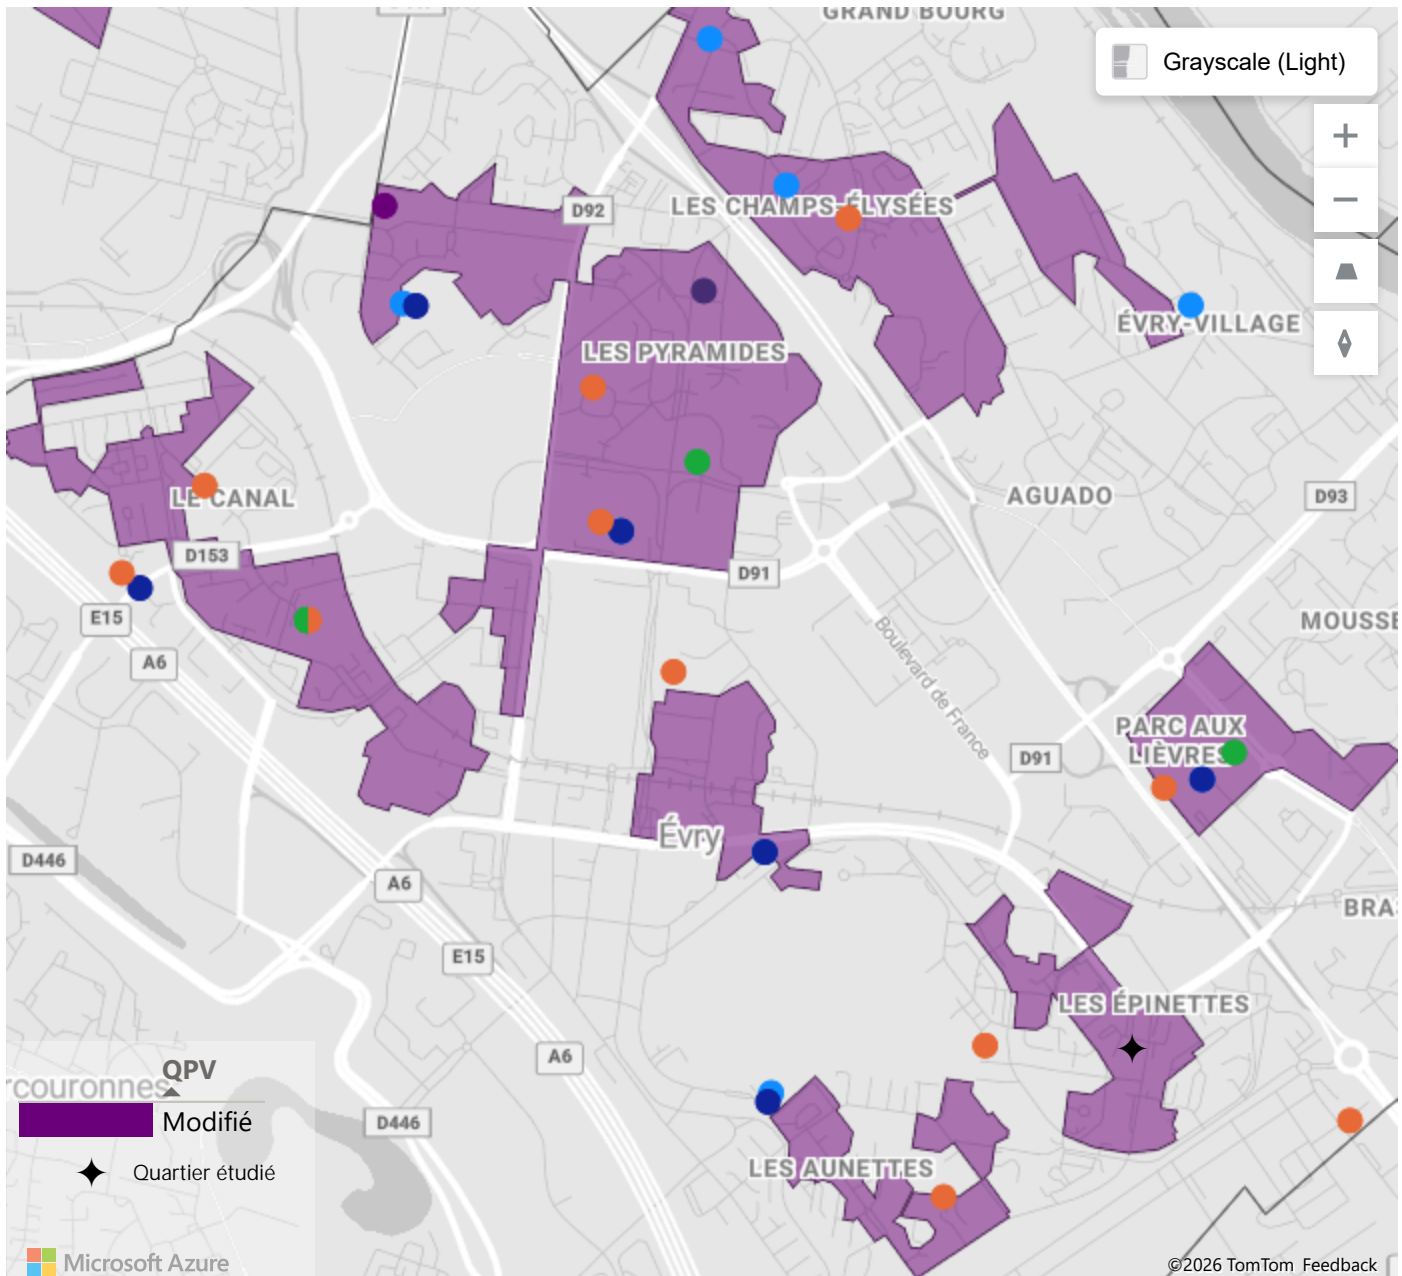 GRAND BOURG
Grayscale (Light)
D92
LES CHAMPS-ÉLYSÉES
ÉVRY-VILLAGE
LES PYRAMIDES
LE CANAL
AGUADO
D93
D153
D91
E15
MOUSSE
A6
Boulevard de France
PARC AUX
LIÈVRES
D91
Évry
D446
A6
BRA
E15
LES ÉPINETTES
A6
QPV
rcouronnes
Modifié
D446
Quartier étudié
LES AUNETTES
Microsoft Azure
©2026 TomTom Feedback